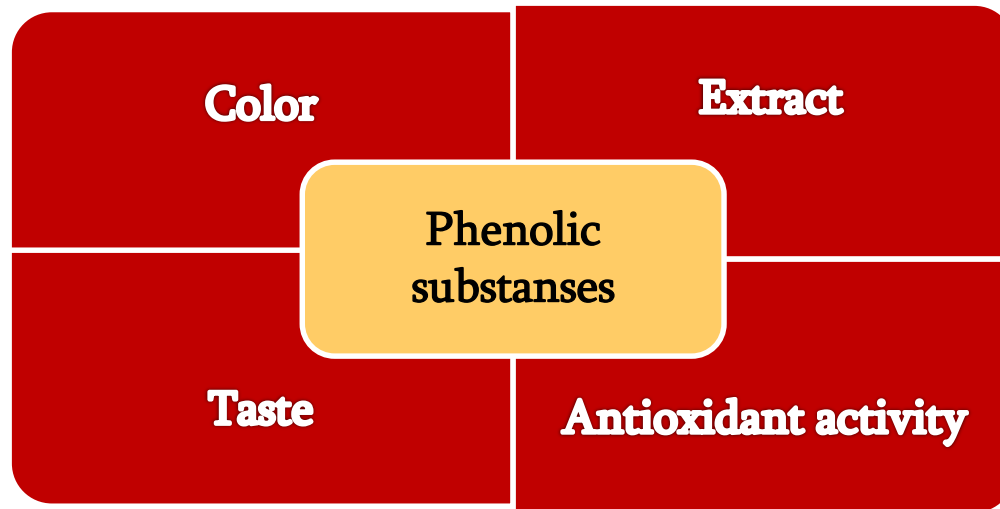 Color
Extract
Phenolic
substanses
Taste
Antioxidant activity